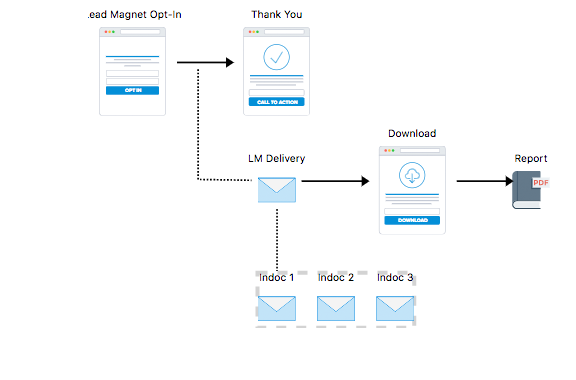 Lead Magnet Opt-In
Thank You
OPT IN
CALL TO ACTION
Download
LM Delivery
Report
PDF
DOWNLOAD
Indoc 1
Indoc 2
Indoc 3